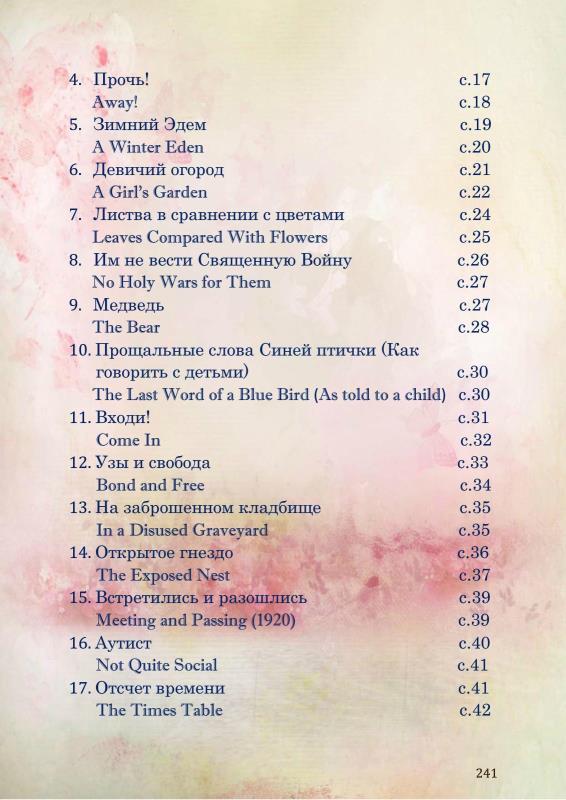 4. Прочь! с.17
Away! с.18
5. Зимний Эдем с.19
A Winter Eden с.20
6. Девичий огород с.21
A Girl's Garden с.22
7. Листва в сравнении с цветами с.24
Leaves Compared With Flowers с.25
8. Им не вести Священную Войну с.26
No Holy Wars for Them с.27
9. Медведь с.27
The Bear с.28
10. Прощальные слова Синей птички (Как
говорить с детьми) с.30
The Last Word of a Blue Bird (As told to a child) с.30
11. Входи! с.31
Come In с.32
12. Узы и свобода с.33
Bond and Free с.34
13. На заброшенном кладбище с.35
In a Disused Graveyard с.35
14. Открытое гнездо с.36
The Exposed Nest с.37
15. Встретились и разошлись с.39
Meeting and Passing (1920) с.39
16. Аутист с.40
Not Quite Social с.41
17. Отсчет времени с.41
The Times Table с.42
241